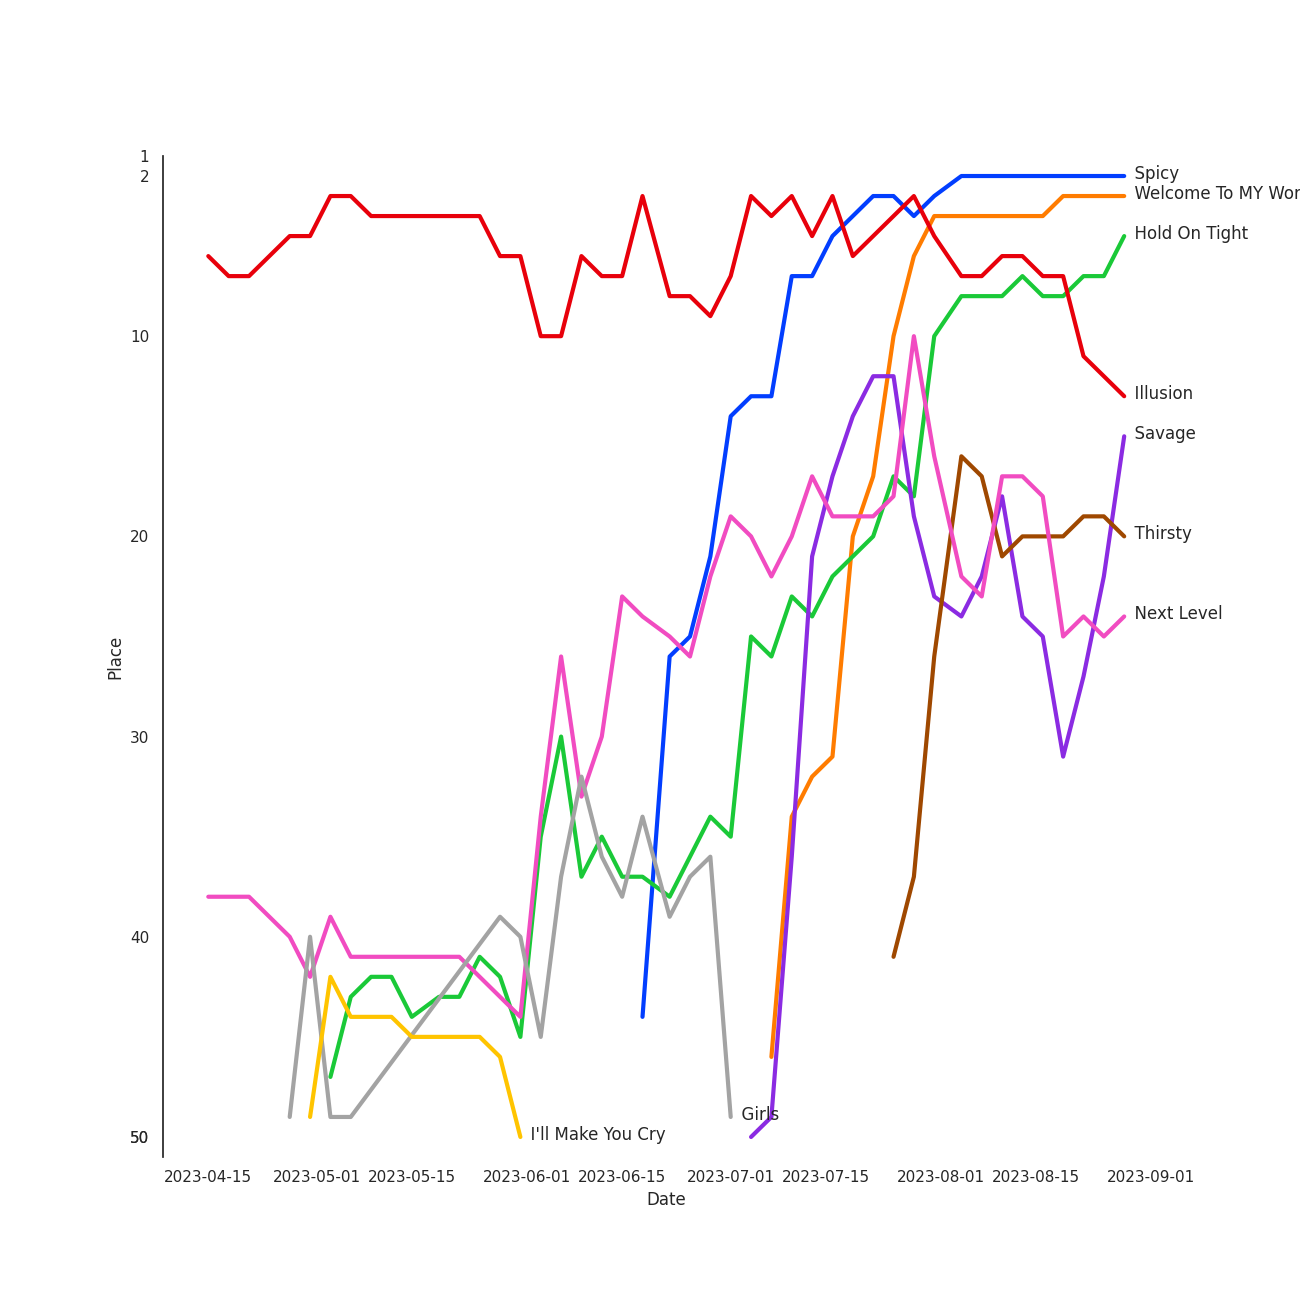 1
2
Spicy
Welcome To MY Wor
Hold On Tight
10
Illusion
Savage
20
Thirsty
Next Level
Place
30
40
Girls
I'll Make You Cry
50
2023-04-15 2023-05-01 2023-05-15 2023-06-01 2023-06-15 2023-07-01 2023-07-15 2023-08-01 2023-08-15 2023-09-01
Date